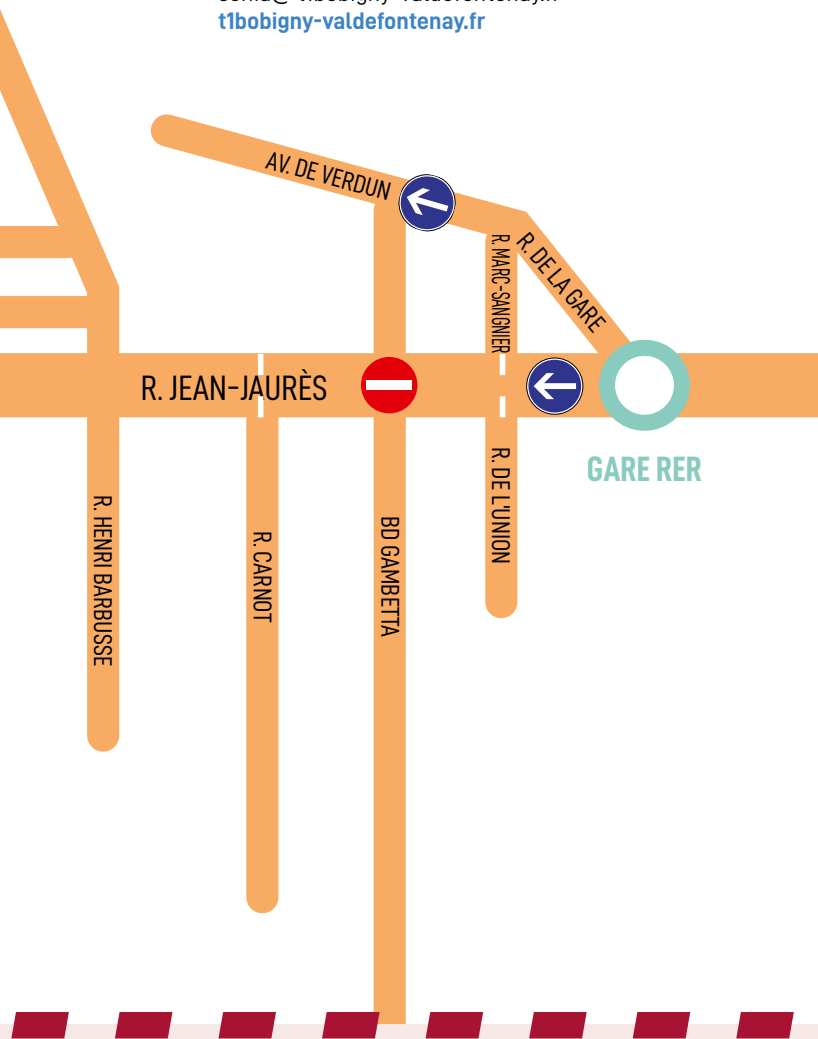 t1bobigny-valdefontenay.fr
AV. DE VERDUN
R. MARC-SANGNIER
R. DE LA GARE
R. JEAN-JAURÈS
GARE RER
R. HENRI BARBUSSE
R. CARNOT
BD GAMBETTA
R. DE L'UNION